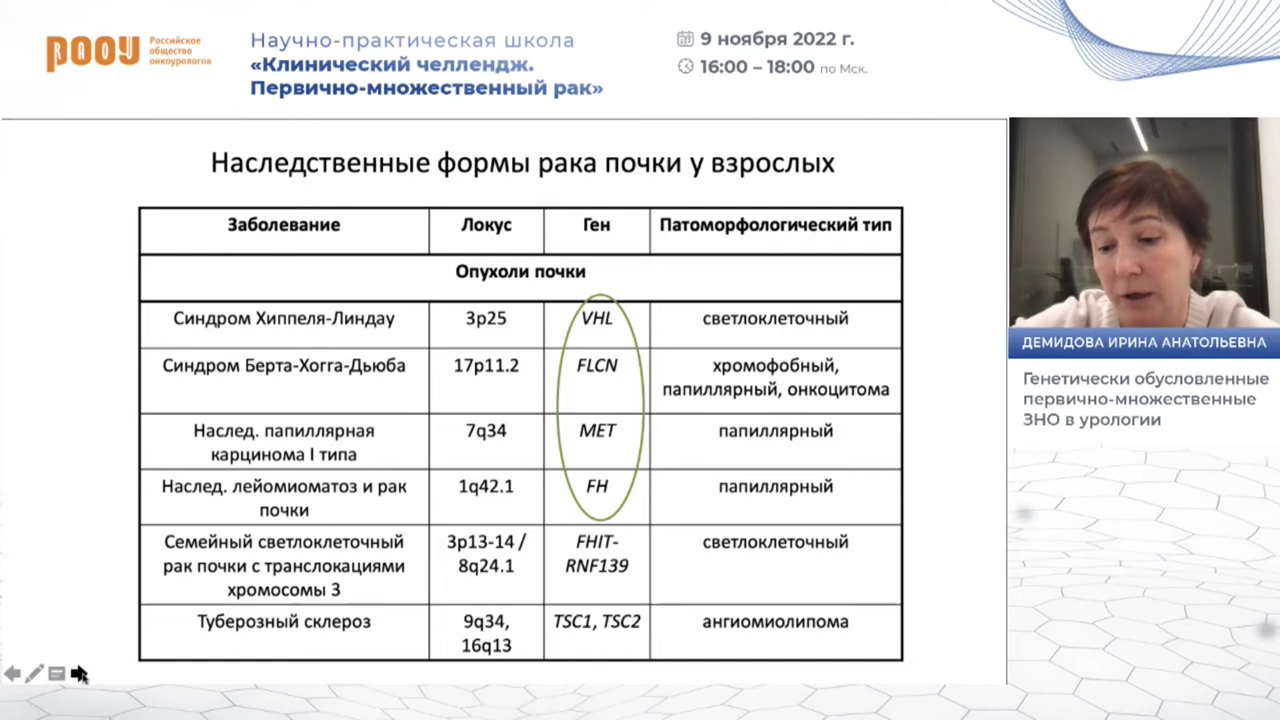 РАОУ
Российское
общество
онкоурологов
Научно-практическая школа
«Клинический челлендж.
Первично-множественный рак»
9 ноября 2022 г.
16:00 – 18:00 по Мск.
Наследственные формы рака почки у взрослых
Заболевание Локус Ген Патоморфологический тип
Опухоли почки
Синдром Хиппеля-Линдау 3p25 VHL светлоклеточный
Синдром Берта-Хогга-Дьюба 17p11.2 FLCN хромофобный,
папиллярный, онкоцитома
Наслед. папиллярная 7q34 MET папиллярный
карцинома I типа
Наслед. лейомиоматоз и рак 1q42.1 FH папиллярный
почки
Семейный светлоклеточный 3p13-14 / FHIT- светлоклеточный
рак почки с транслокациями 8q24.1 RNF139
хромосомы 3
Туберозный склероз 9q34, TSC1, TSC2 ангиомиолипома
16q13
ДЕМИДОВА ИРИНА АНАТОЛЬЕВНА
Генетически обусловленные
первично-множественные
ЗНО в урологии